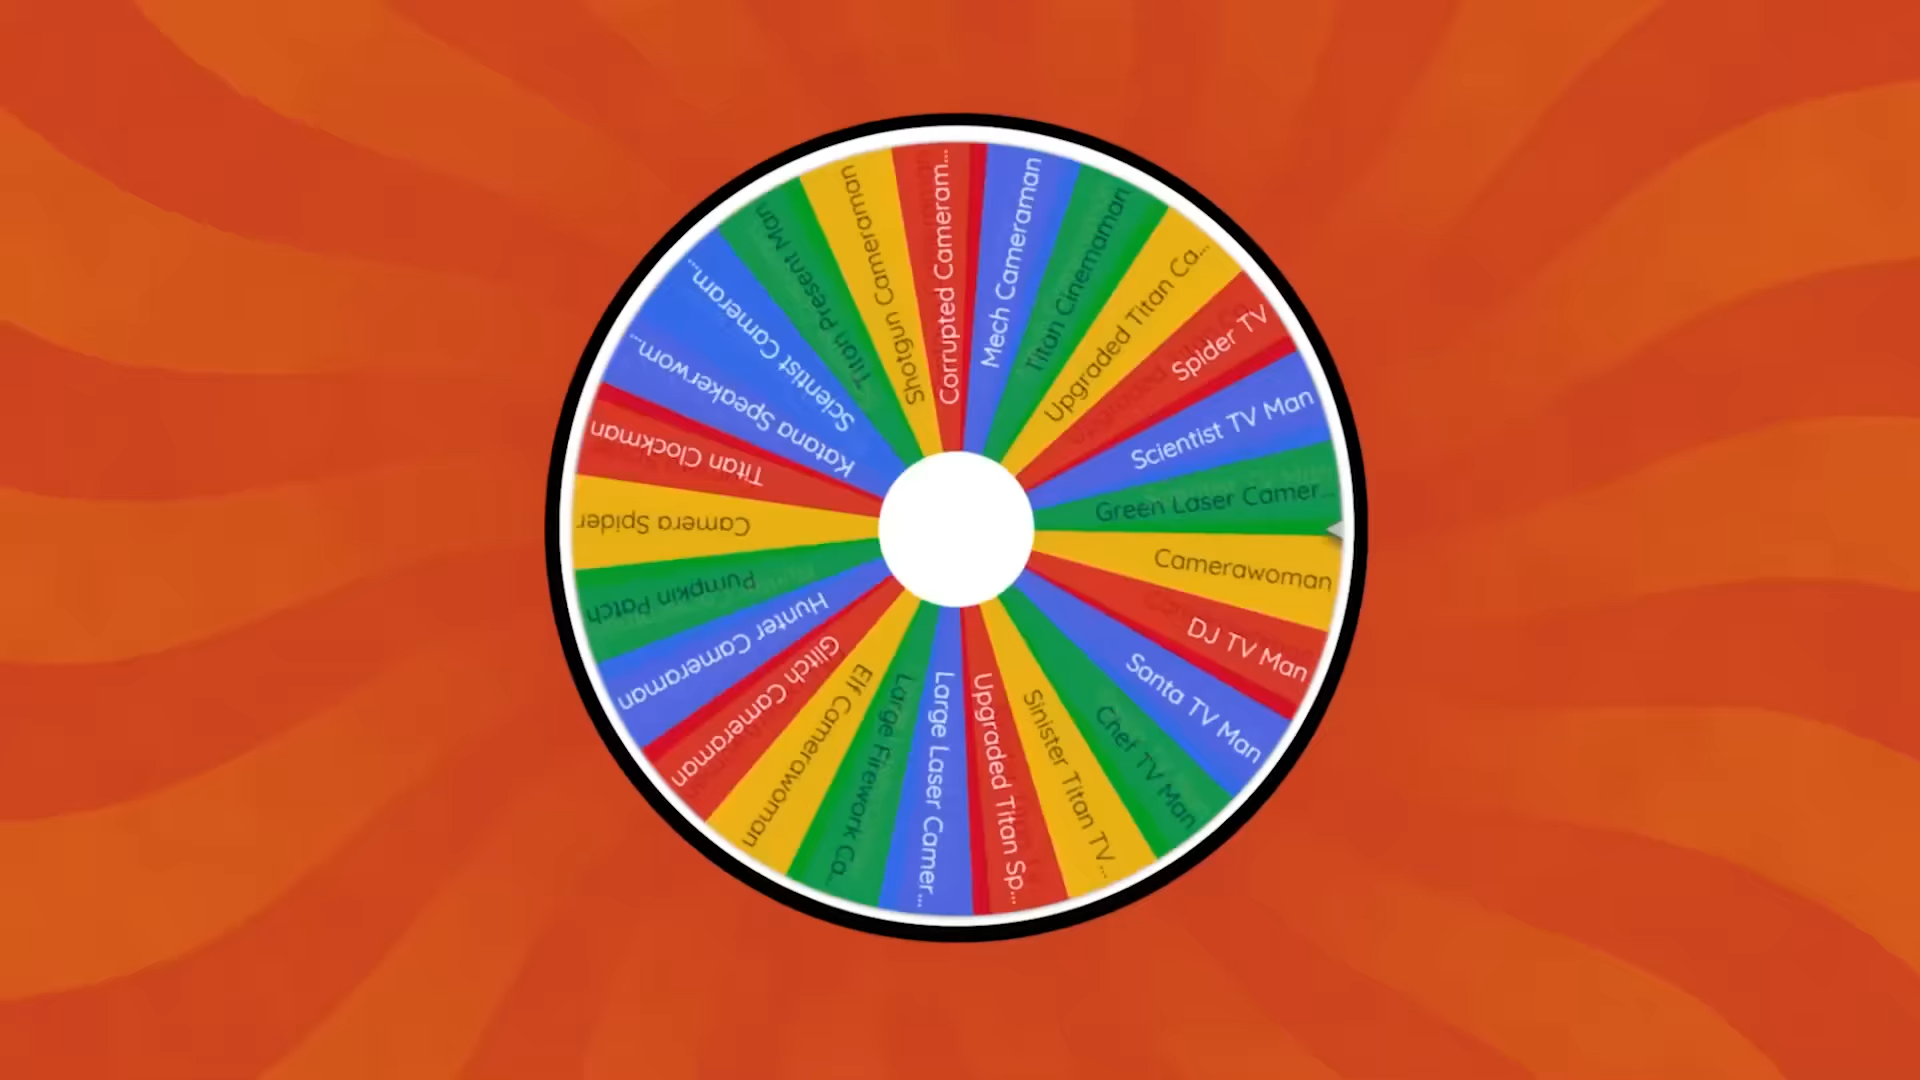 Corrupted Cameram...
Mech Cameraman
Titan Cinemaman
Upgraded Titan Ca...
Spider TV
Scientist TV Man
Green Laser Camer...
Camerawoman
DJ TV Man
Santa TV Man
Chef TV Man
Sinister Titan TV...
Upgraded Titan Sp...
Large Laser Camer...
Large Firework Ca...
Elf Camerawoman
Glitch Cameraman
Hunter Cameraman
Pumpkin Patch
Camera Spider
Titan Clockman
Katana Speakerwom...
Scientist Cameram...
Titan Present Man
Shotgun Cameraman